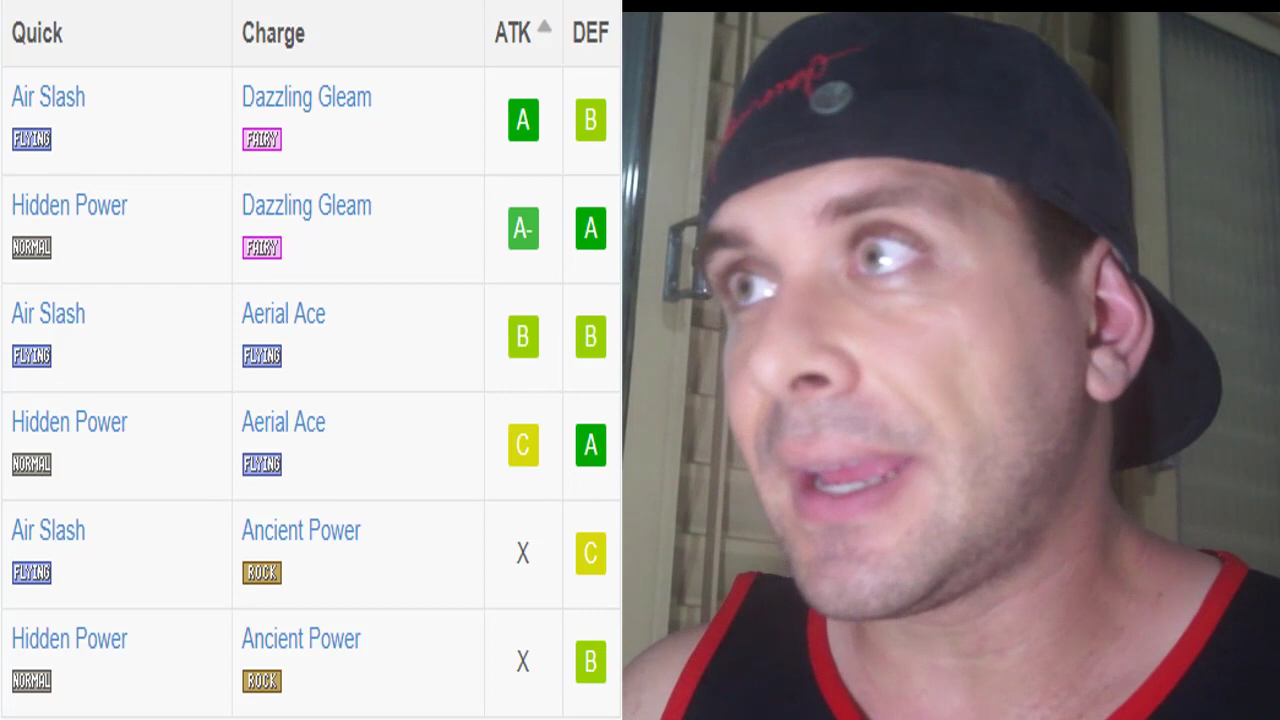 Quick Charge ATK DEF
Air Slash Dazzling Gleam A B
FLYING FAIRY
Hidden Power Dazzling Gleam A- A
NORMAL FAIRY
Air Slash Aerial Ace B B
FLYING FLYING
Hidden Power Aerial Ace C A
NORMAL FLYING
Air Slash Ancient Power X C
FLYING ROCK
Hidden Power Ancient Power X B
NORMAL ROCK